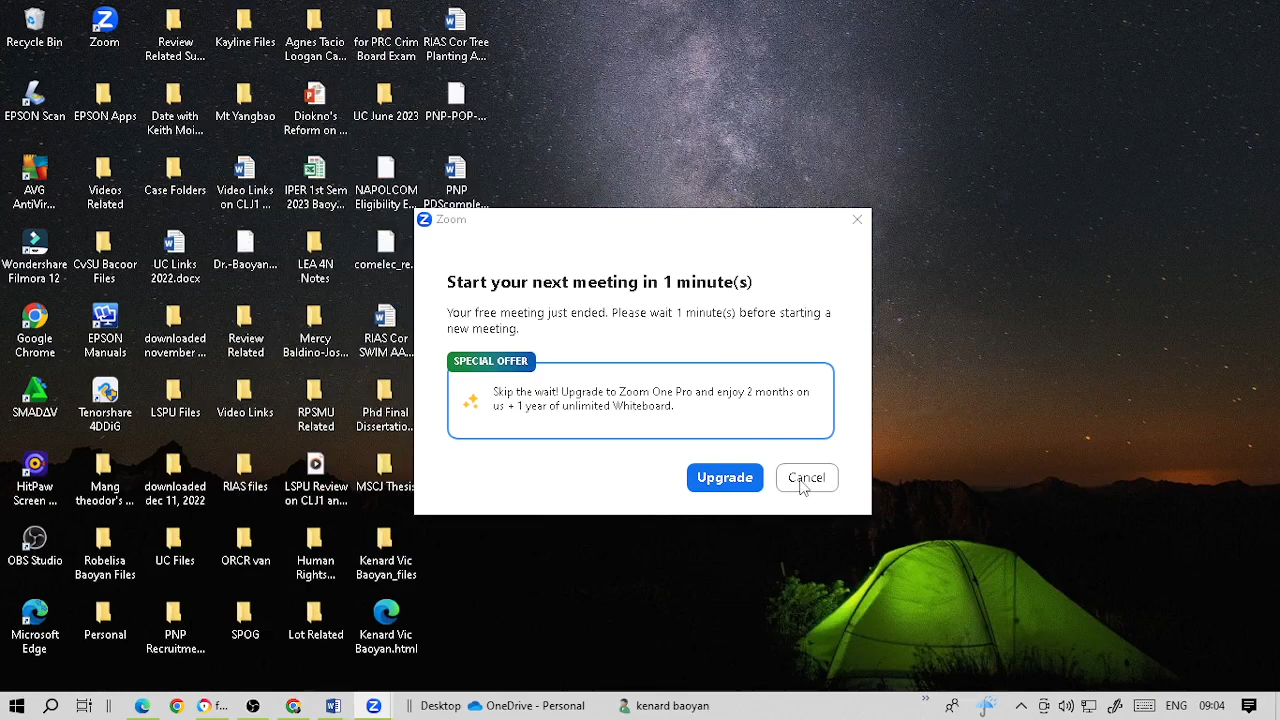 Recycle Bin
Zoom
Review
Related Su...
Kayline Files
Agnes Tacio
Loogan Ca...
for PRC Crim
Board Exam
RIAS Cor Tree
Planting A...
EPSON Scan
EPSON Apps
Date with
Keith Moi...
Mt Yangbao
Diokno's
Reform on ...
UC June 2023
PNP-POP-...
AVG
AntiVir...
Videos
Related
Case Folders
Video Links
on CLJ1 ...
IPER 1st Sem
2023 Baoy...
NAPOLCOM
Eligibility E...
PNP
PDScomple...
Wondershare
Filmora 12
CvSU Bacoor
Files
UC Links
2022.docx
Dr.-Baoyan...
LEA 4N
Notes
comelec_re...
Google
Chrome
EPSON
Manuals
downloaded
november ...
Review
Related
Mercy
Baldino-Jos...
RIAS Cor
SWIM AA...
SMADΔV
Tenorshare
4DDiG
LSPU Files
Video Links
RPSMU
Related
Phd Final
Dissertatio...
HitPaw
Screen ...
Mang
theodor's ...
downloaded
dec 11, 2022
RIAS files
LSPU Review
on CLJ1 an...
MSCJ Thesi...
OBS Studio
Robelisa
Baoyan Files
UC Files
ORCR van
Human
Rights...
Kenard Vic
Baoyan_files
Microsoft
Edge
Personal
PNP
Recruitme...
SPOG
Lot Related
Kenard Vic
Baoyan.html
Zoom
Start your next meeting in 1 minute(s)
Your free meeting just ended. Please wait 1 minute(s) before starting a
new meeting.
SPECIAL OFFER
Skip the wait! Upgrade to Zoom One Pro and enjoy 2 months on
us + 1 year of unlimited Whiteboard.
Upgrade
Cancel
f...
Desktop
OneDrive - Personal
kenard baoyan
ENG
09:04